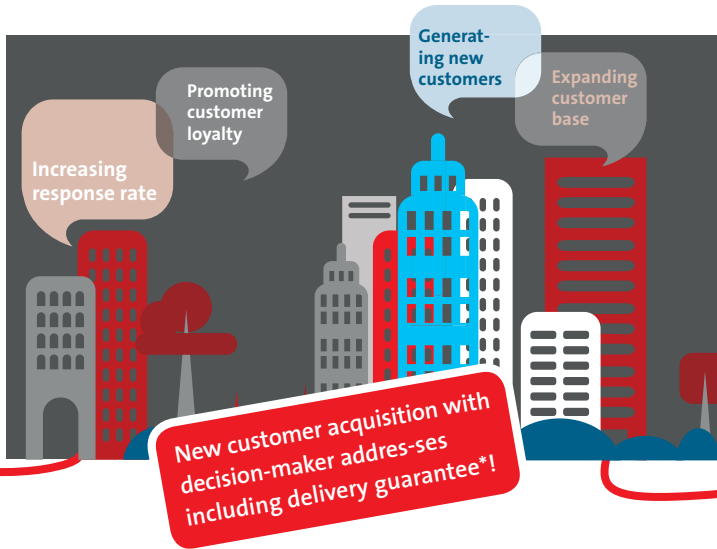 Increasing
response rate
Promoting
customer
loyalty
Generat-
ing new
customers
Expanding
customer
base
New customer acquisition with
decision-maker addres-ses
including delivery guarantee*!